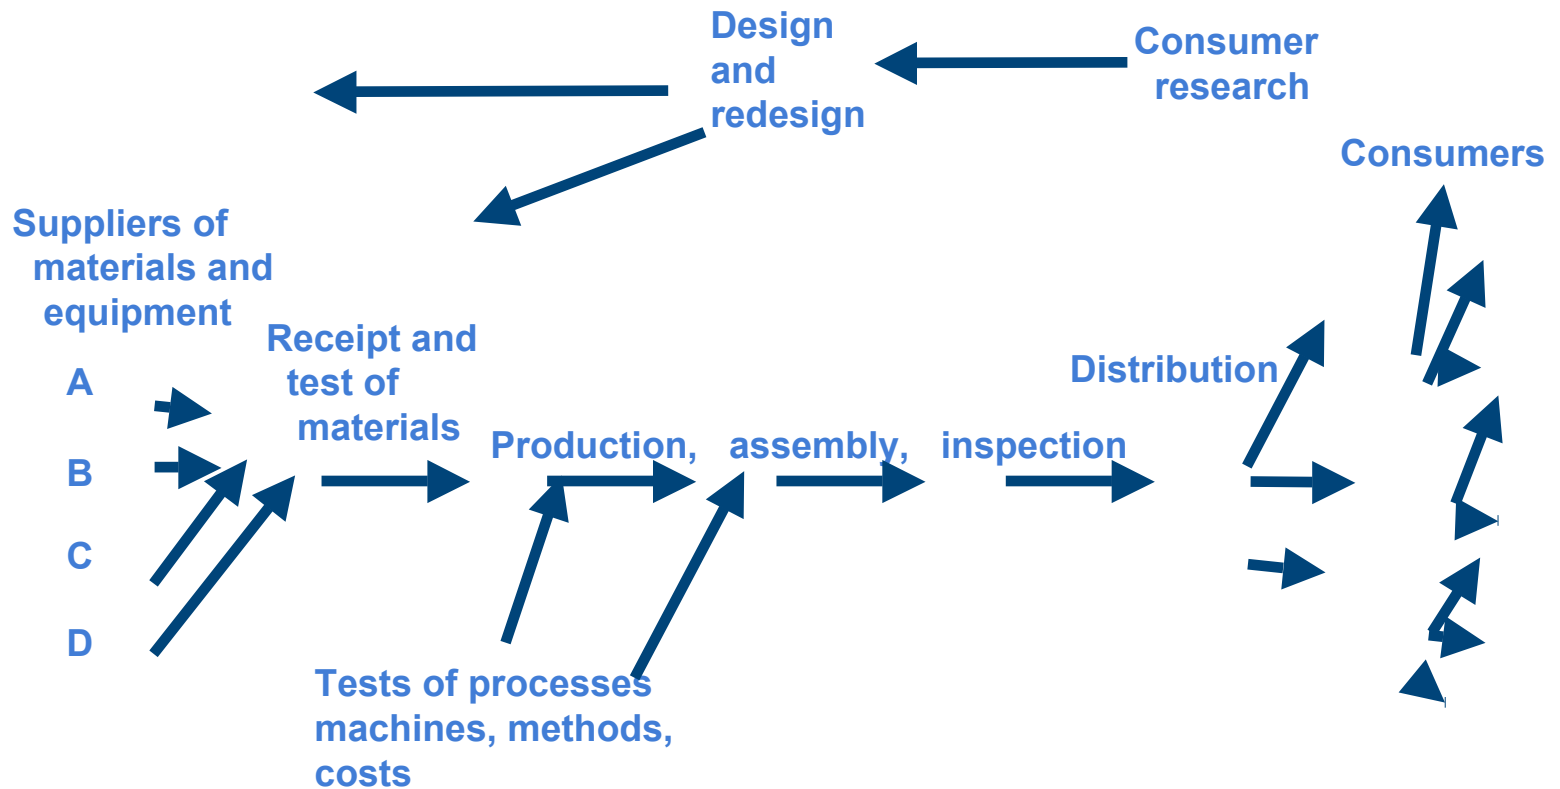 Design
and
redesign
Consumer
research
Consumers
Suppliers of
materials and
equipment
Receipt and
test of
materials
A
B
C
D
Production, assembly, inspection
Distribution
Tests of processes
machines, methods,
costs